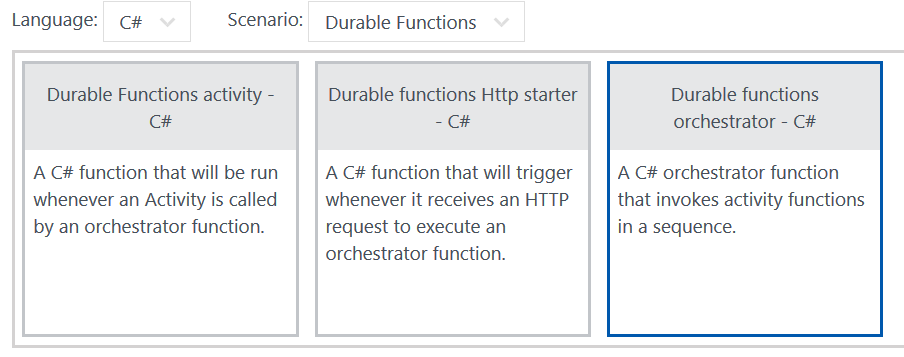 Language: C# Scenario: Durable Functions
Durable Functions activity -
C#
A C# function that will be run
whenever an Activity is called
by an orchestrator function.
Durable functions Http starter
- C#
A C# function that will trigger
whenever it receives an HTTP
request to execute an
orchestrator function.
Durable functions
orchestrator - C#
A C# orchestrator function
that invokes activity functions
in a sequence.